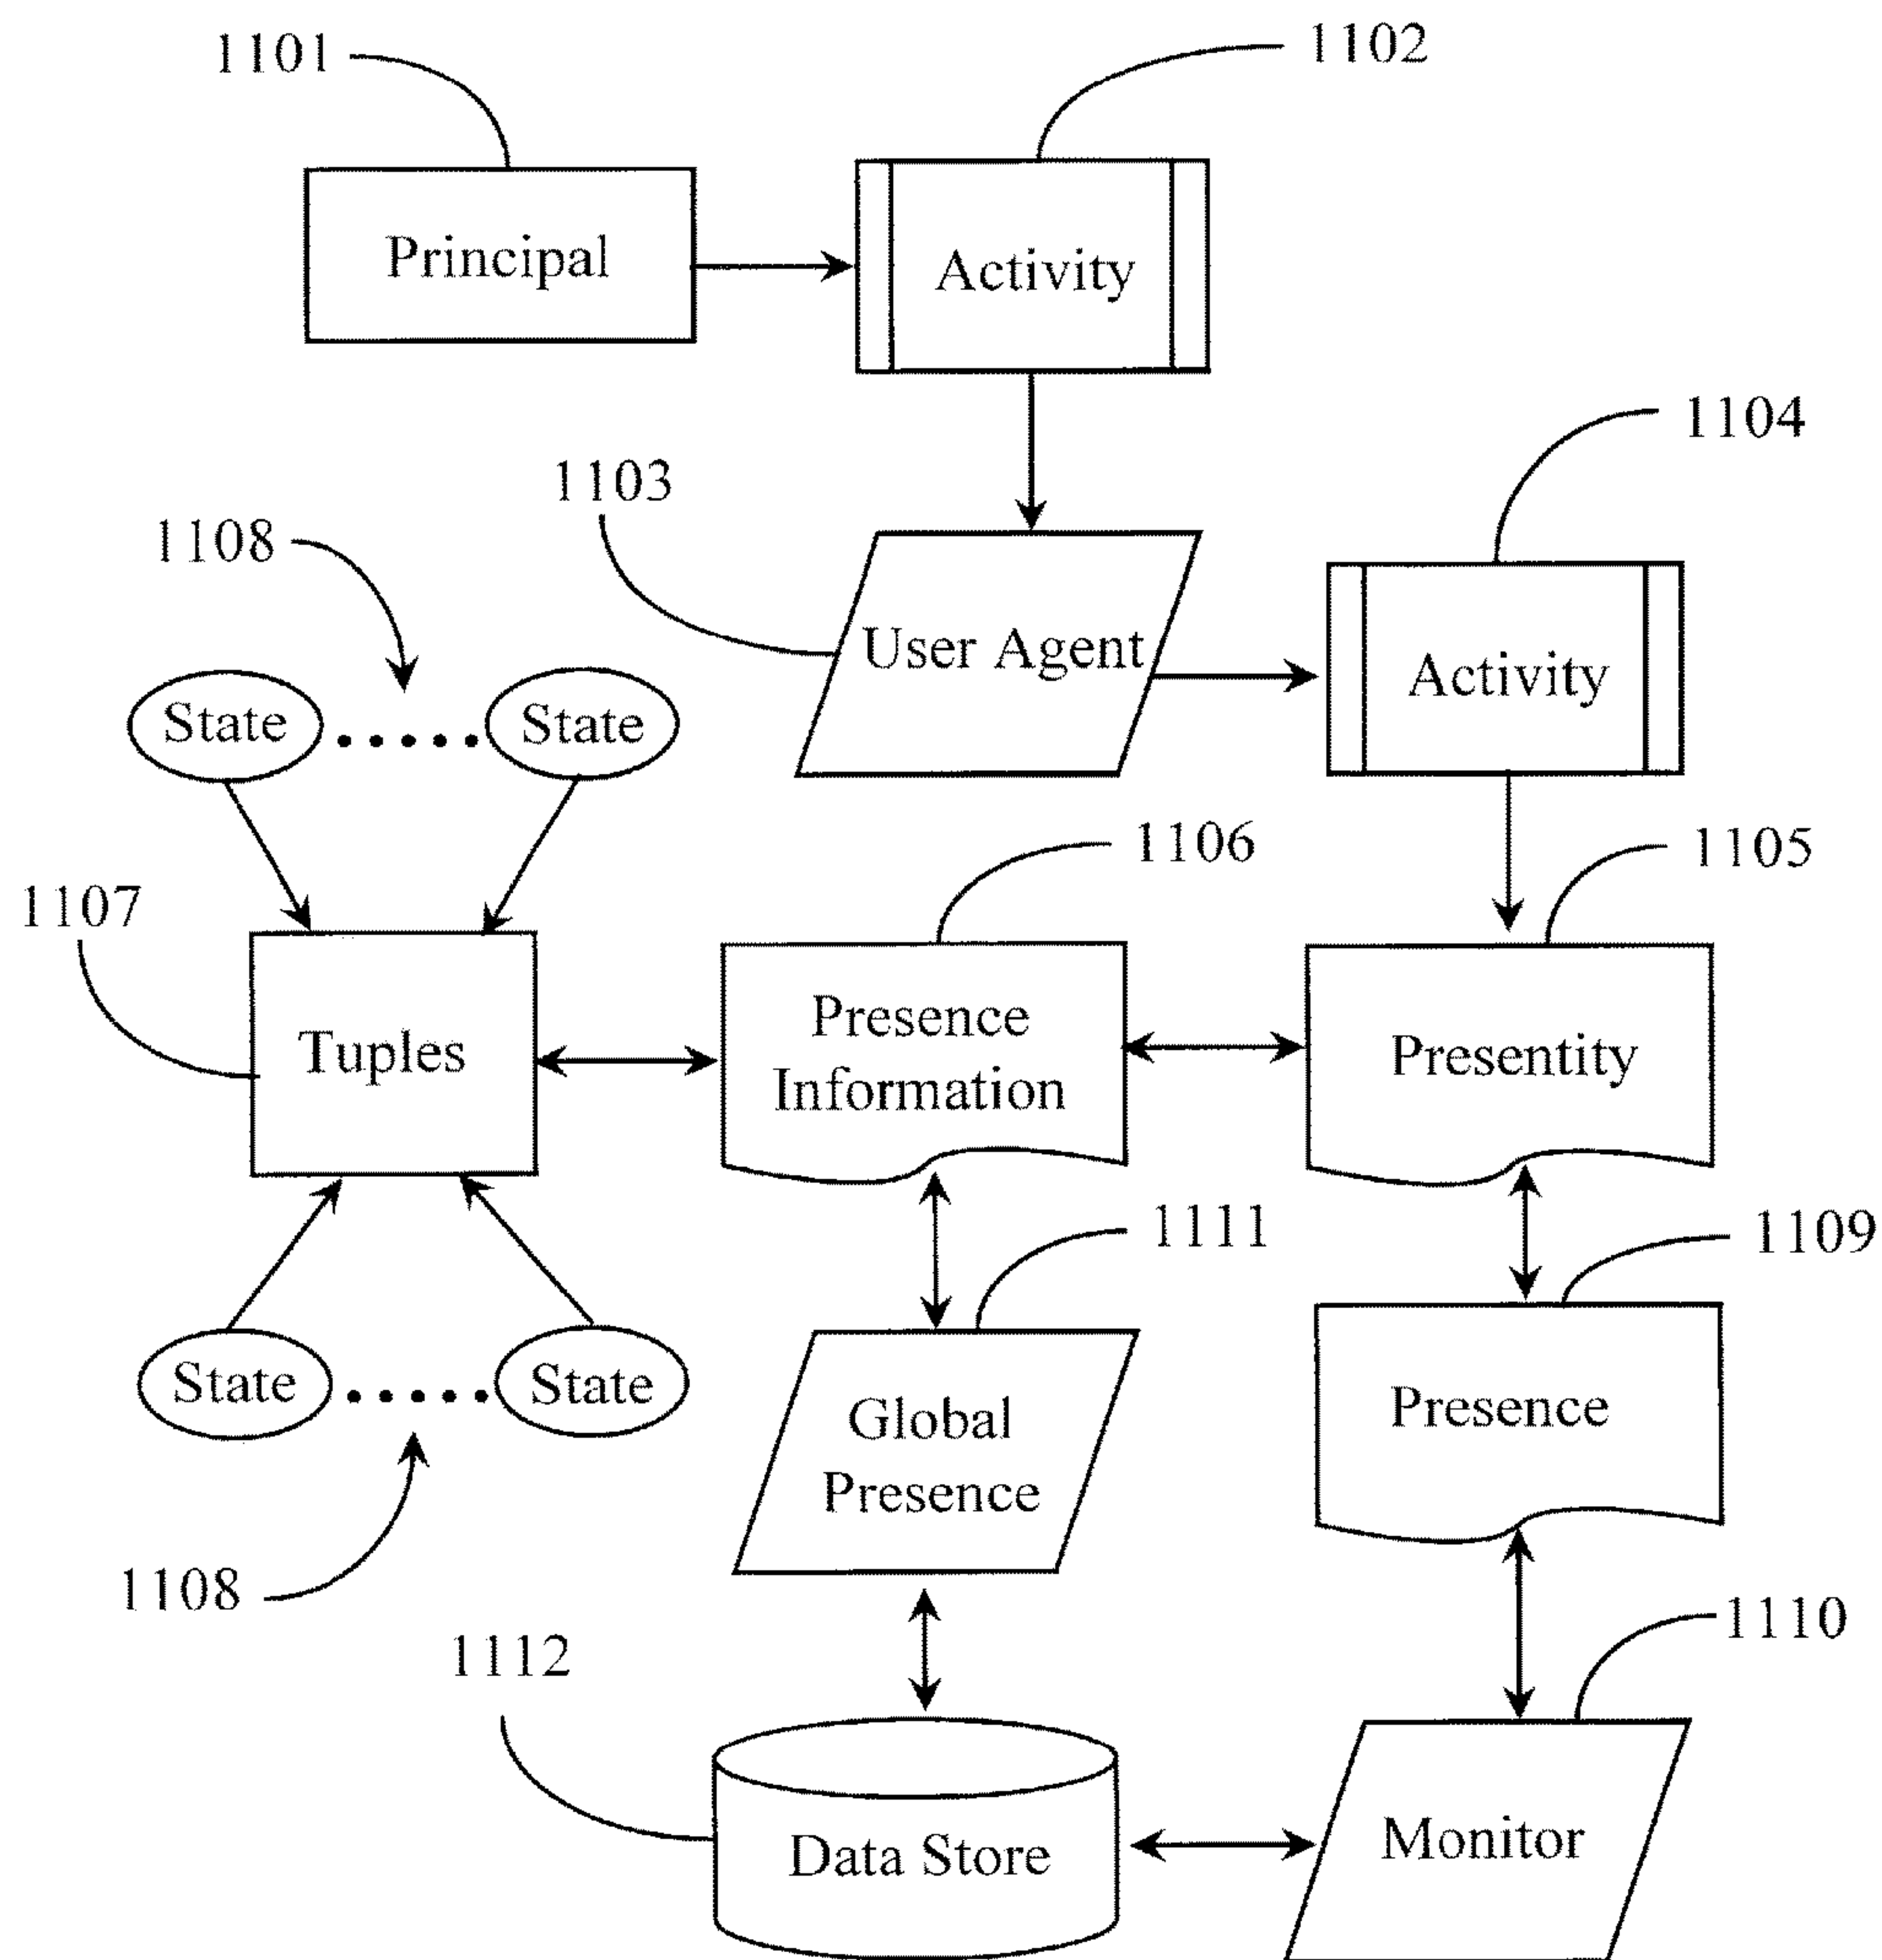 1101
1102
Principal
Activity
1104
1103
1108
User Agent
Activity
State
State
1106
1105
1107
Presence
Information
Tuples
Presentity
1111
1109
State
State
Global
Presence
Presence
1108
1110
1112
Data Store
Monitor